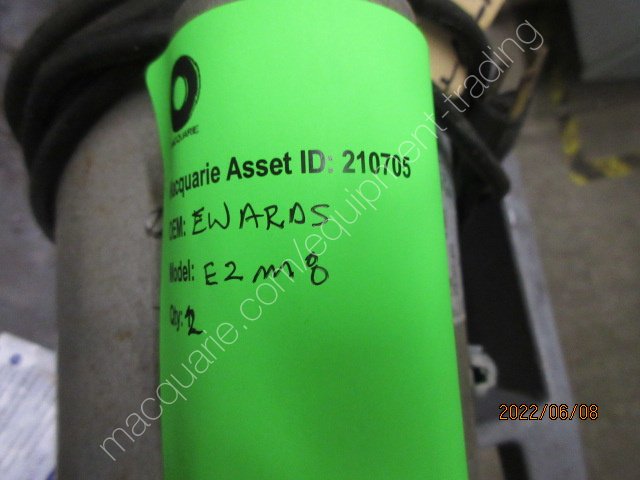 MACQUARIE
Macquarie Asset ID: 210705
OEM: EWARDS
Model: E2m8
Qty: 2
macquarie.com/equipment-trading
2022/06/08